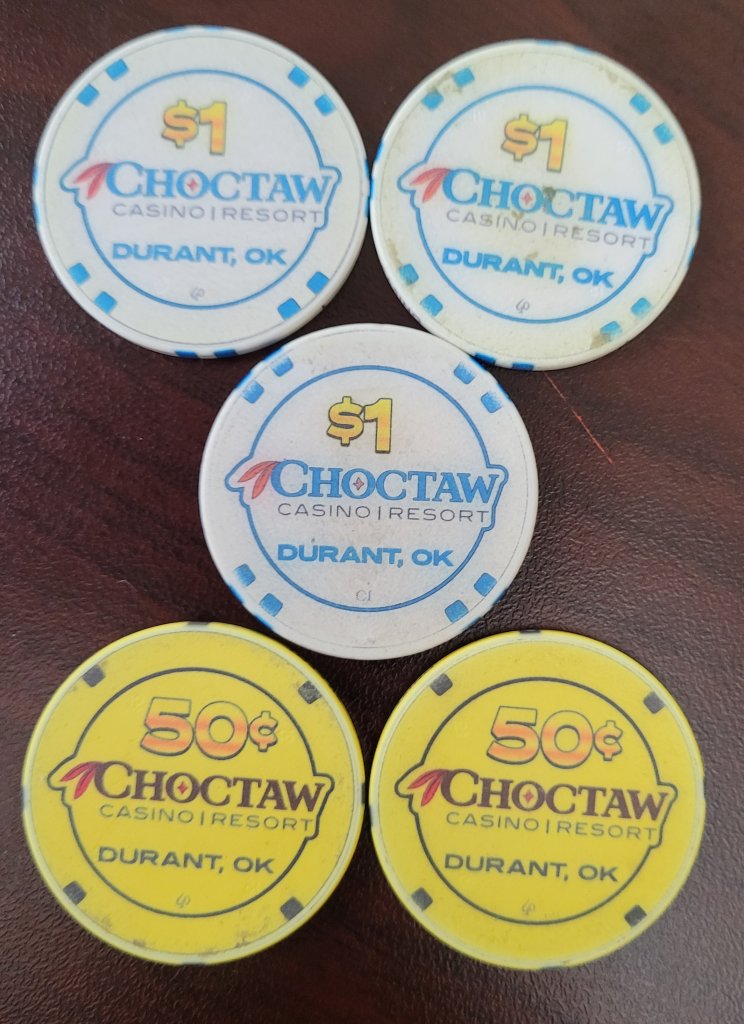 $1
CHOCTAW
CASINO | RESORT
DURANT, OK
$1
CHOCTAW
CASINO | RESORT
DURANT, OK
$1
CHOCTAW
CASINO | RESORT
DURANT, OK
CJ
50¢
CHOCTAW
CASINO | RESORT
DURANT, OK
50¢
CHOCTAW
CASINO | RESORT
DURANT, OK